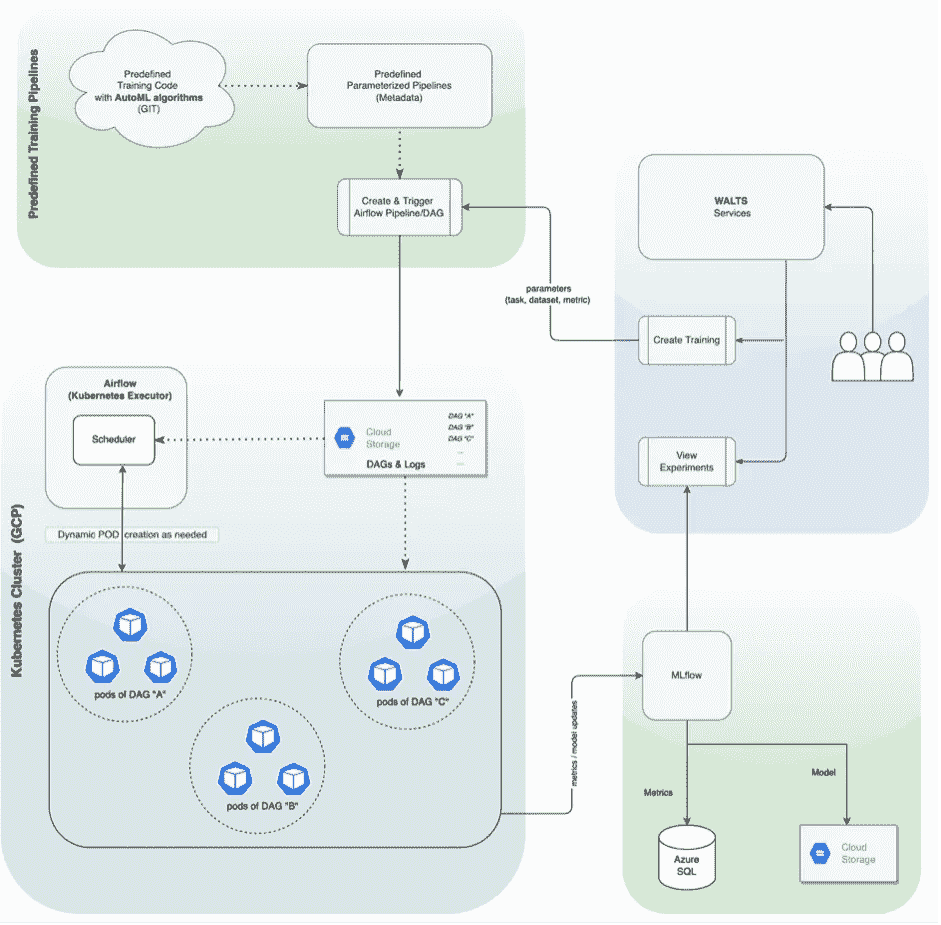 Predefined Training Pipelines
Predefined
Training Code
with AutoML algorithms
(GIT)
Predefined
Parameterized Pipelines
(Metadata)
Create & Trigger
Airflow Pipeline/DAG
WALTS
Services
parameters
(task, dataset, metric)
Create Training
View
Experiments
Kubernetes Cluster (GCP)
Airflow
(Kubernetes Executor)
Scheduler
Cloud
Storage
DAG "A"
DAG "B"
DAG "C"
...
...
DAGs & Logs
Dynamic POD creation as needed
pods of DAG "A"
pods of DAG "C"
pods of DAG "B"
metrics / model updates
MLflow
Metrics
Model
Azure
SQL
Cloud
Storage